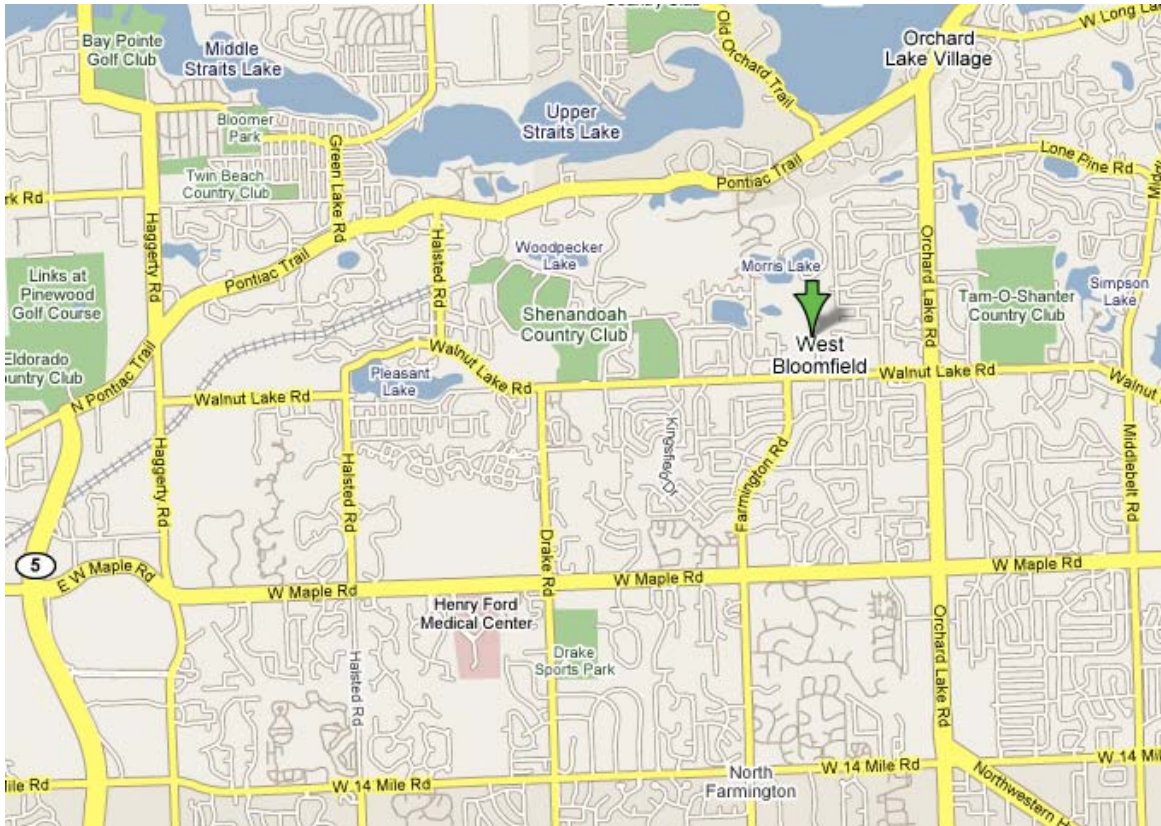 Country Club
W Long Lake
Bay Pointe
Golf Club
Middle
Straits Lake
Old Orchard Trail
Orchard
Lake Village
Bloomer
Park
Upper
Straits Lake
Green Lake Rd
Lone Pine Rd
Twin Beach
Country Club
Pontiac Trail
rk Rd
Haggerty Rd
Halsted Rd
Woodpecker
Lake
Orchard Lake Rd
Pontiac Trail
Morris Lake
Links at
Pinewood
Golf Course
Simpson
Lake
Tam-O-Shanter
Country Club
Shenandoah
Country Club
West
Bloomfield
Eldorado
ountry Club
N Pontiac Trail
Walnut Lake Rd
Pleasant
Lake
Walnut Lake Rd
Walnut
Walnut Lake Rd
Haggerty Rd
Halsted Rd
Kingsfield Dr
Farmington Rd
Middlebelt Rd
Drake Rd
5
E W Maple Rd
W Maple Rd
W Maple Rd
W Maple Rd
Henry Ford
Medical Center
Orchard Lake Rd
Halsted Rd
Drake
Sports Park
Mile Rd
W 14 Mile Rd
North
Farmington
W 14 Mile Rd
W 14 Mil
Northwestern H